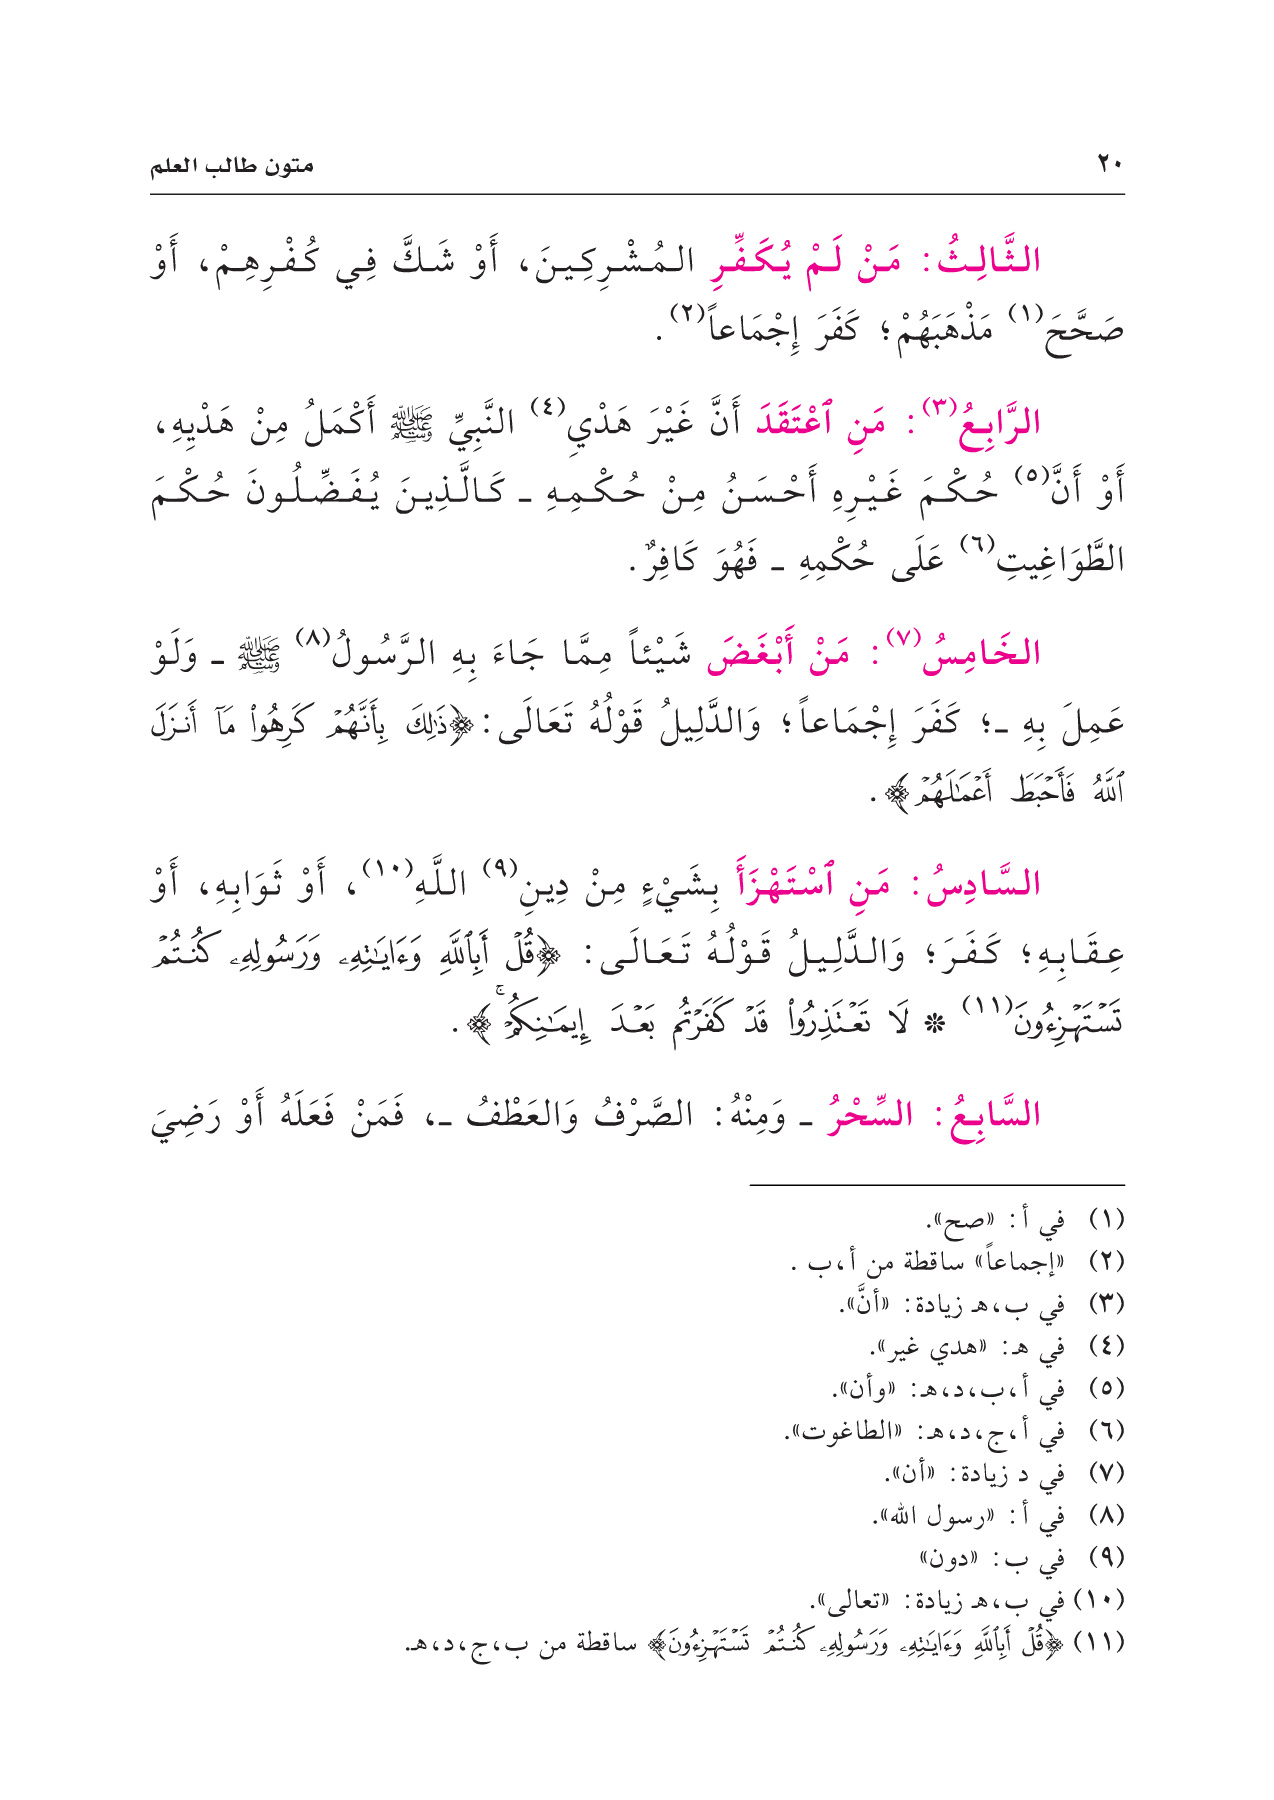 ٢٠ متون طالب العلم
الثَّالِثُ: مَنْ لَمْ يُكَفِّرِ المُشْرِكِينَ، أَوْ شَكَّ فِي كُفْرِهِمْ، أَوْ
صَحَّحَ(١) مَذْهَبَهُمْ؛ كَفَرَ إِجْمَاعاً(٢).
الرَّابِعُ(٣): مَنِ ٱعْتَقَدَ أَنَّ غَيْرَ هَدْيِ(٤) النَّبِيِّ ﷺ أَكْمَلُ مِنْ هَدْيِهِ،
أَوْ أَنَّ(٥) حُكْمَ غَيْرِهِ أَحْسَنُ مِنْ حُكْمِهِ ـ كَالَّذِينَ يُفَضِّلُونَ حُكْمَ
الطَّوَاغِيتِ(٦) عَلَى حُكْمِهِ ـ فَهُوَ كَافِرٌ.
الخَامِسُ(٧): مَنْ أَبْغَضَ شَيْئاً مِمَّا جَاءَ بِهِ الرَّسُولُ(٨) ﷺ ـ وَلَوْ
عَمِلَ بِهِ ـ؛ كَفَرَ إِجْمَاعاً؛ وَالدَّلِيلُ قَوْلُهُ تَعَالَى: ﴿ذَٰلِكَ بِأَنَّهُمْ كَرِهُواْ مَآ أَنزَلَ
ٱللَّهُ فَأَحْبَطَ أَعْمَٰلَهُمْ﴾.
السَّادِسُ: مَنِ ٱسْتَهْزَأَ بِشَيْءٍ مِنْ دِينِ(٩) اللَّهِ(١٠)، أَوْ ثَوَابِهِ، أَوْ
عِقَابِهِ؛ كَفَرَ؛ وَالدَّلِيلُ قَوْلُهُ تَعَالَى: ﴿قُلْ أَبِٱللَّهِ وَءَايَٰتِهِۦ وَرَسُولِهِۦ كُنتُمْ
تَسْتَهْزِءُونَ(١١) * لَا تَعْتَذِرُواْ قَدْ كَفَرْتُم بَعْدَ إِيمَٰنِكُمْ ۚ﴾.
السَّابِعُ: السِّحْرُ ـ وَمِنْهُ: الصَّرْفُ وَالعَطْفُ ـ، فَمَنْ فَعَلَهُ أَوْ رَضِيَ
(١) في أ: «صح».
(٢) «إجماعاً» ساقطة من أ،ب .
(٣) في ب،هـ زيادة: «أنَّ».
(٤) في هـ: «هدي غير».
(٥) في أ،ب،د،هـ: «وأن».
(٦) في أ،ج،د،هـ: «الطاغوت».
(٧) في د زيادة: «أن».
(٨) في أ: «رسول الله».
(٩) في ب: «دون»
(١٠) في ب،هـ زيادة: «تعالى».
(١١) ﴿قُلْ أَبِٱللَّهِ وَءَايَٰتِهِۦ وَرَسُولِهِۦ كُنتُمْ تَسْتَهْزِءُونَ﴾ ساقطة من ب،ج،د،هـ.